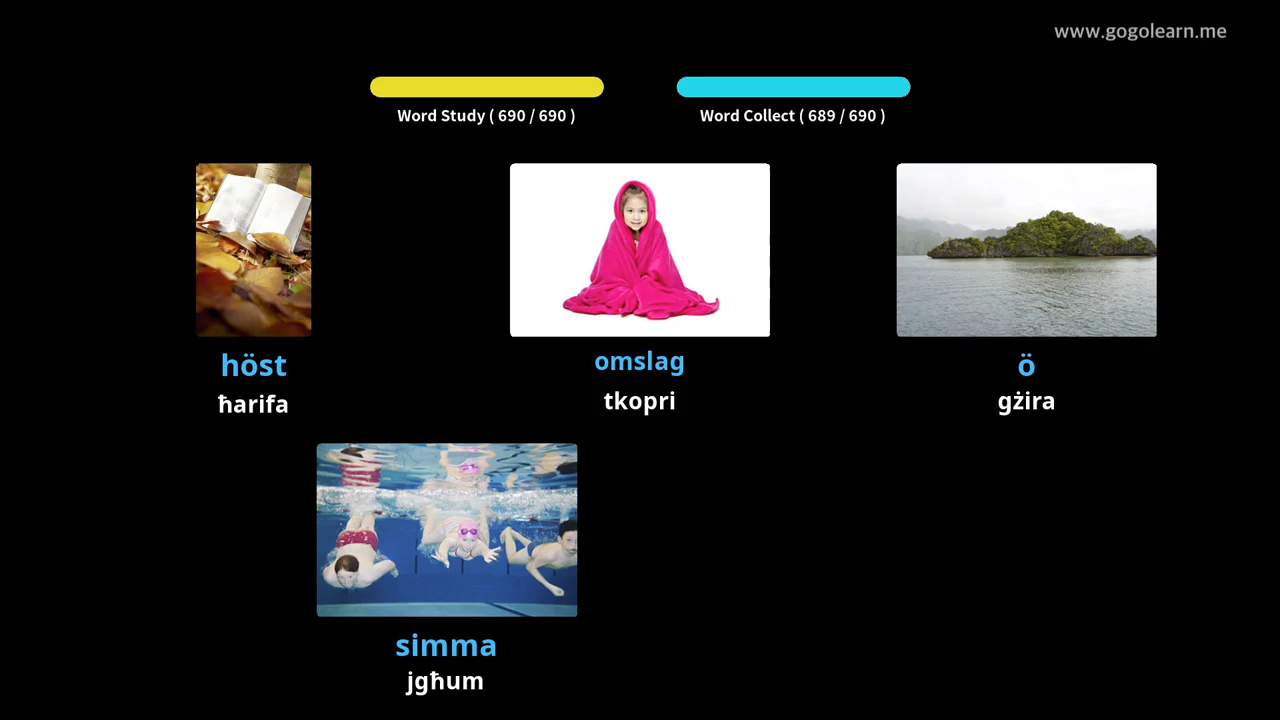 www.gogolearn.me
Word Study ( 690 / 690 )
Word Collect ( 689 / 690 )
höst
ħarifa
omslag
tkopri
ö
gżira
simma
jgħum